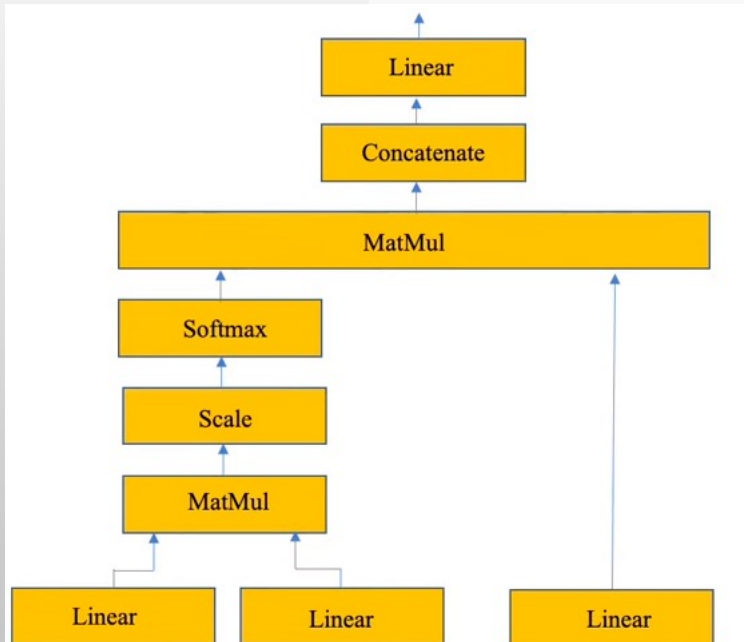 Linear
Concatenate
MatMul
Softmax
Scale
MatMul
Linear
Linear
Linear